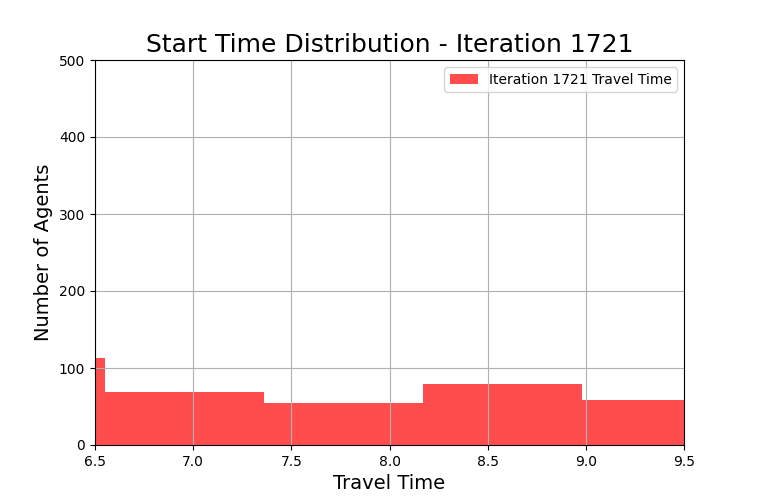 Start Time Distribution - Iteration 1721
Iteration 1721 Travel Time
Number of Agents
500
400
300
200
100
0
6.5 7.0 7.5 8.0 8.5 9.0 9.5
Travel Time